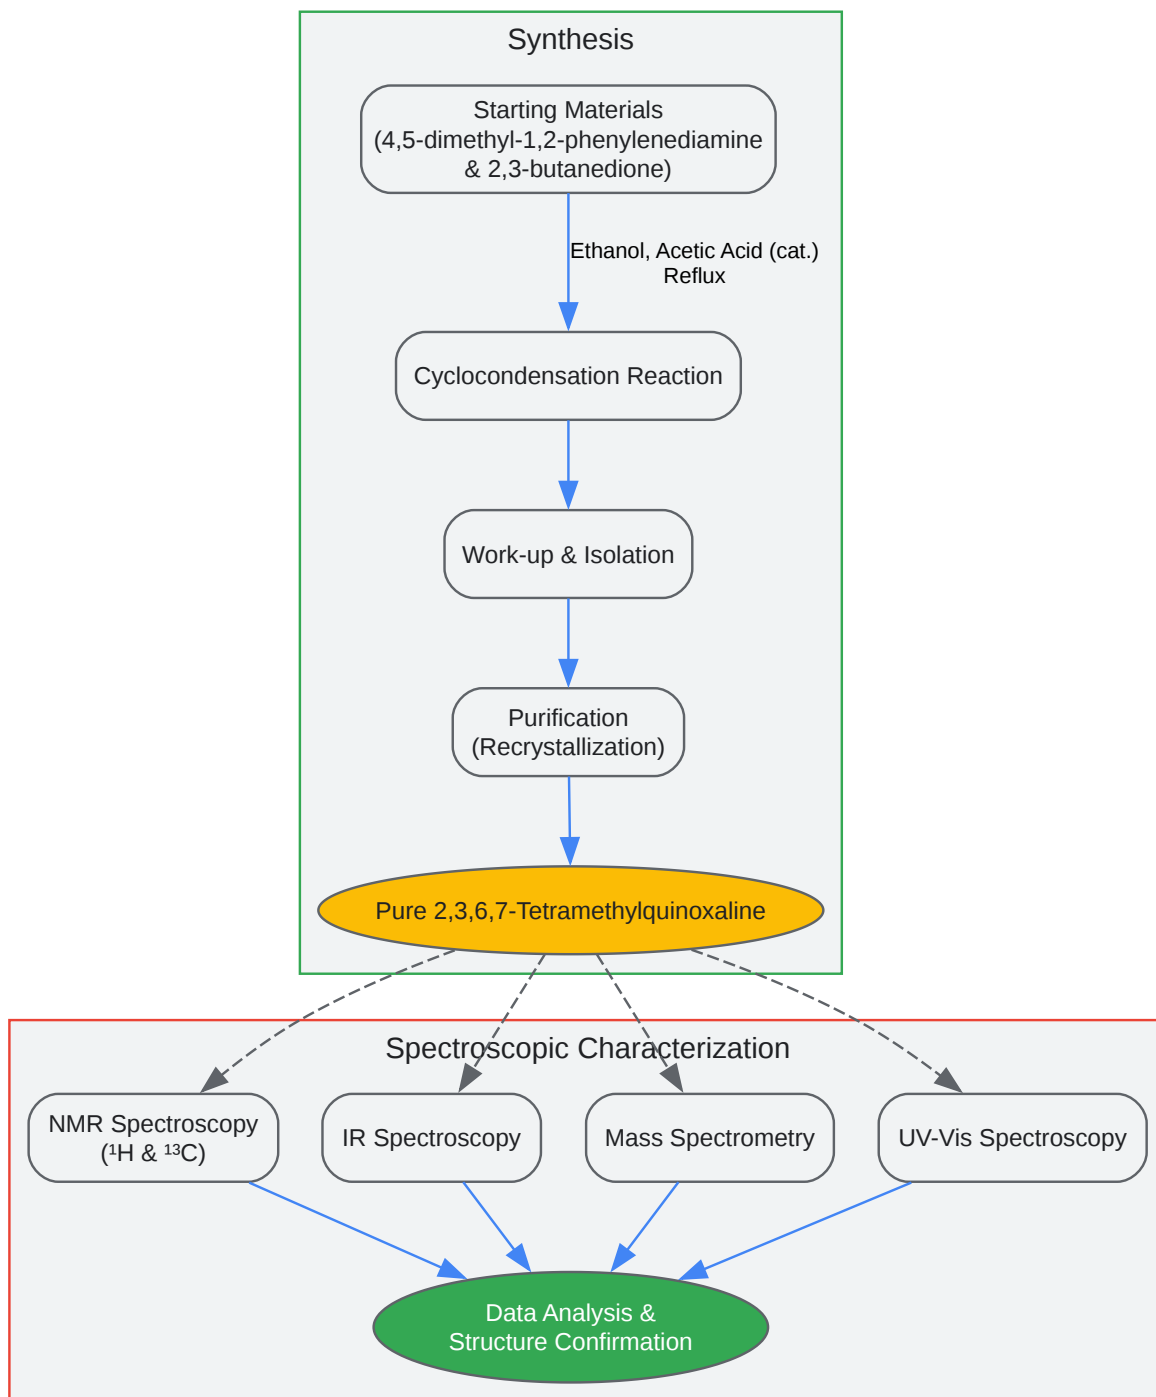 Synthesis
Starting Materials
(4,5-dimethyl-1,2-phenylenediamine
& 2,3-butanedione)
Ethanol, Acetic Acid (cat.)
Reflux
Cyclocondensation Reaction
Work-up & Isolation
Purification
(Recrystallization)
Pure 2,3,6,7-Tetramethylquinoxaline
Spectroscopic Characterization
NMR Spectroscopy
(¹H & ¹³C)
IR Spectroscopy
Mass Spectrometry
UV-Vis Spectroscopy
Data Analysis &
Structure Confirmation